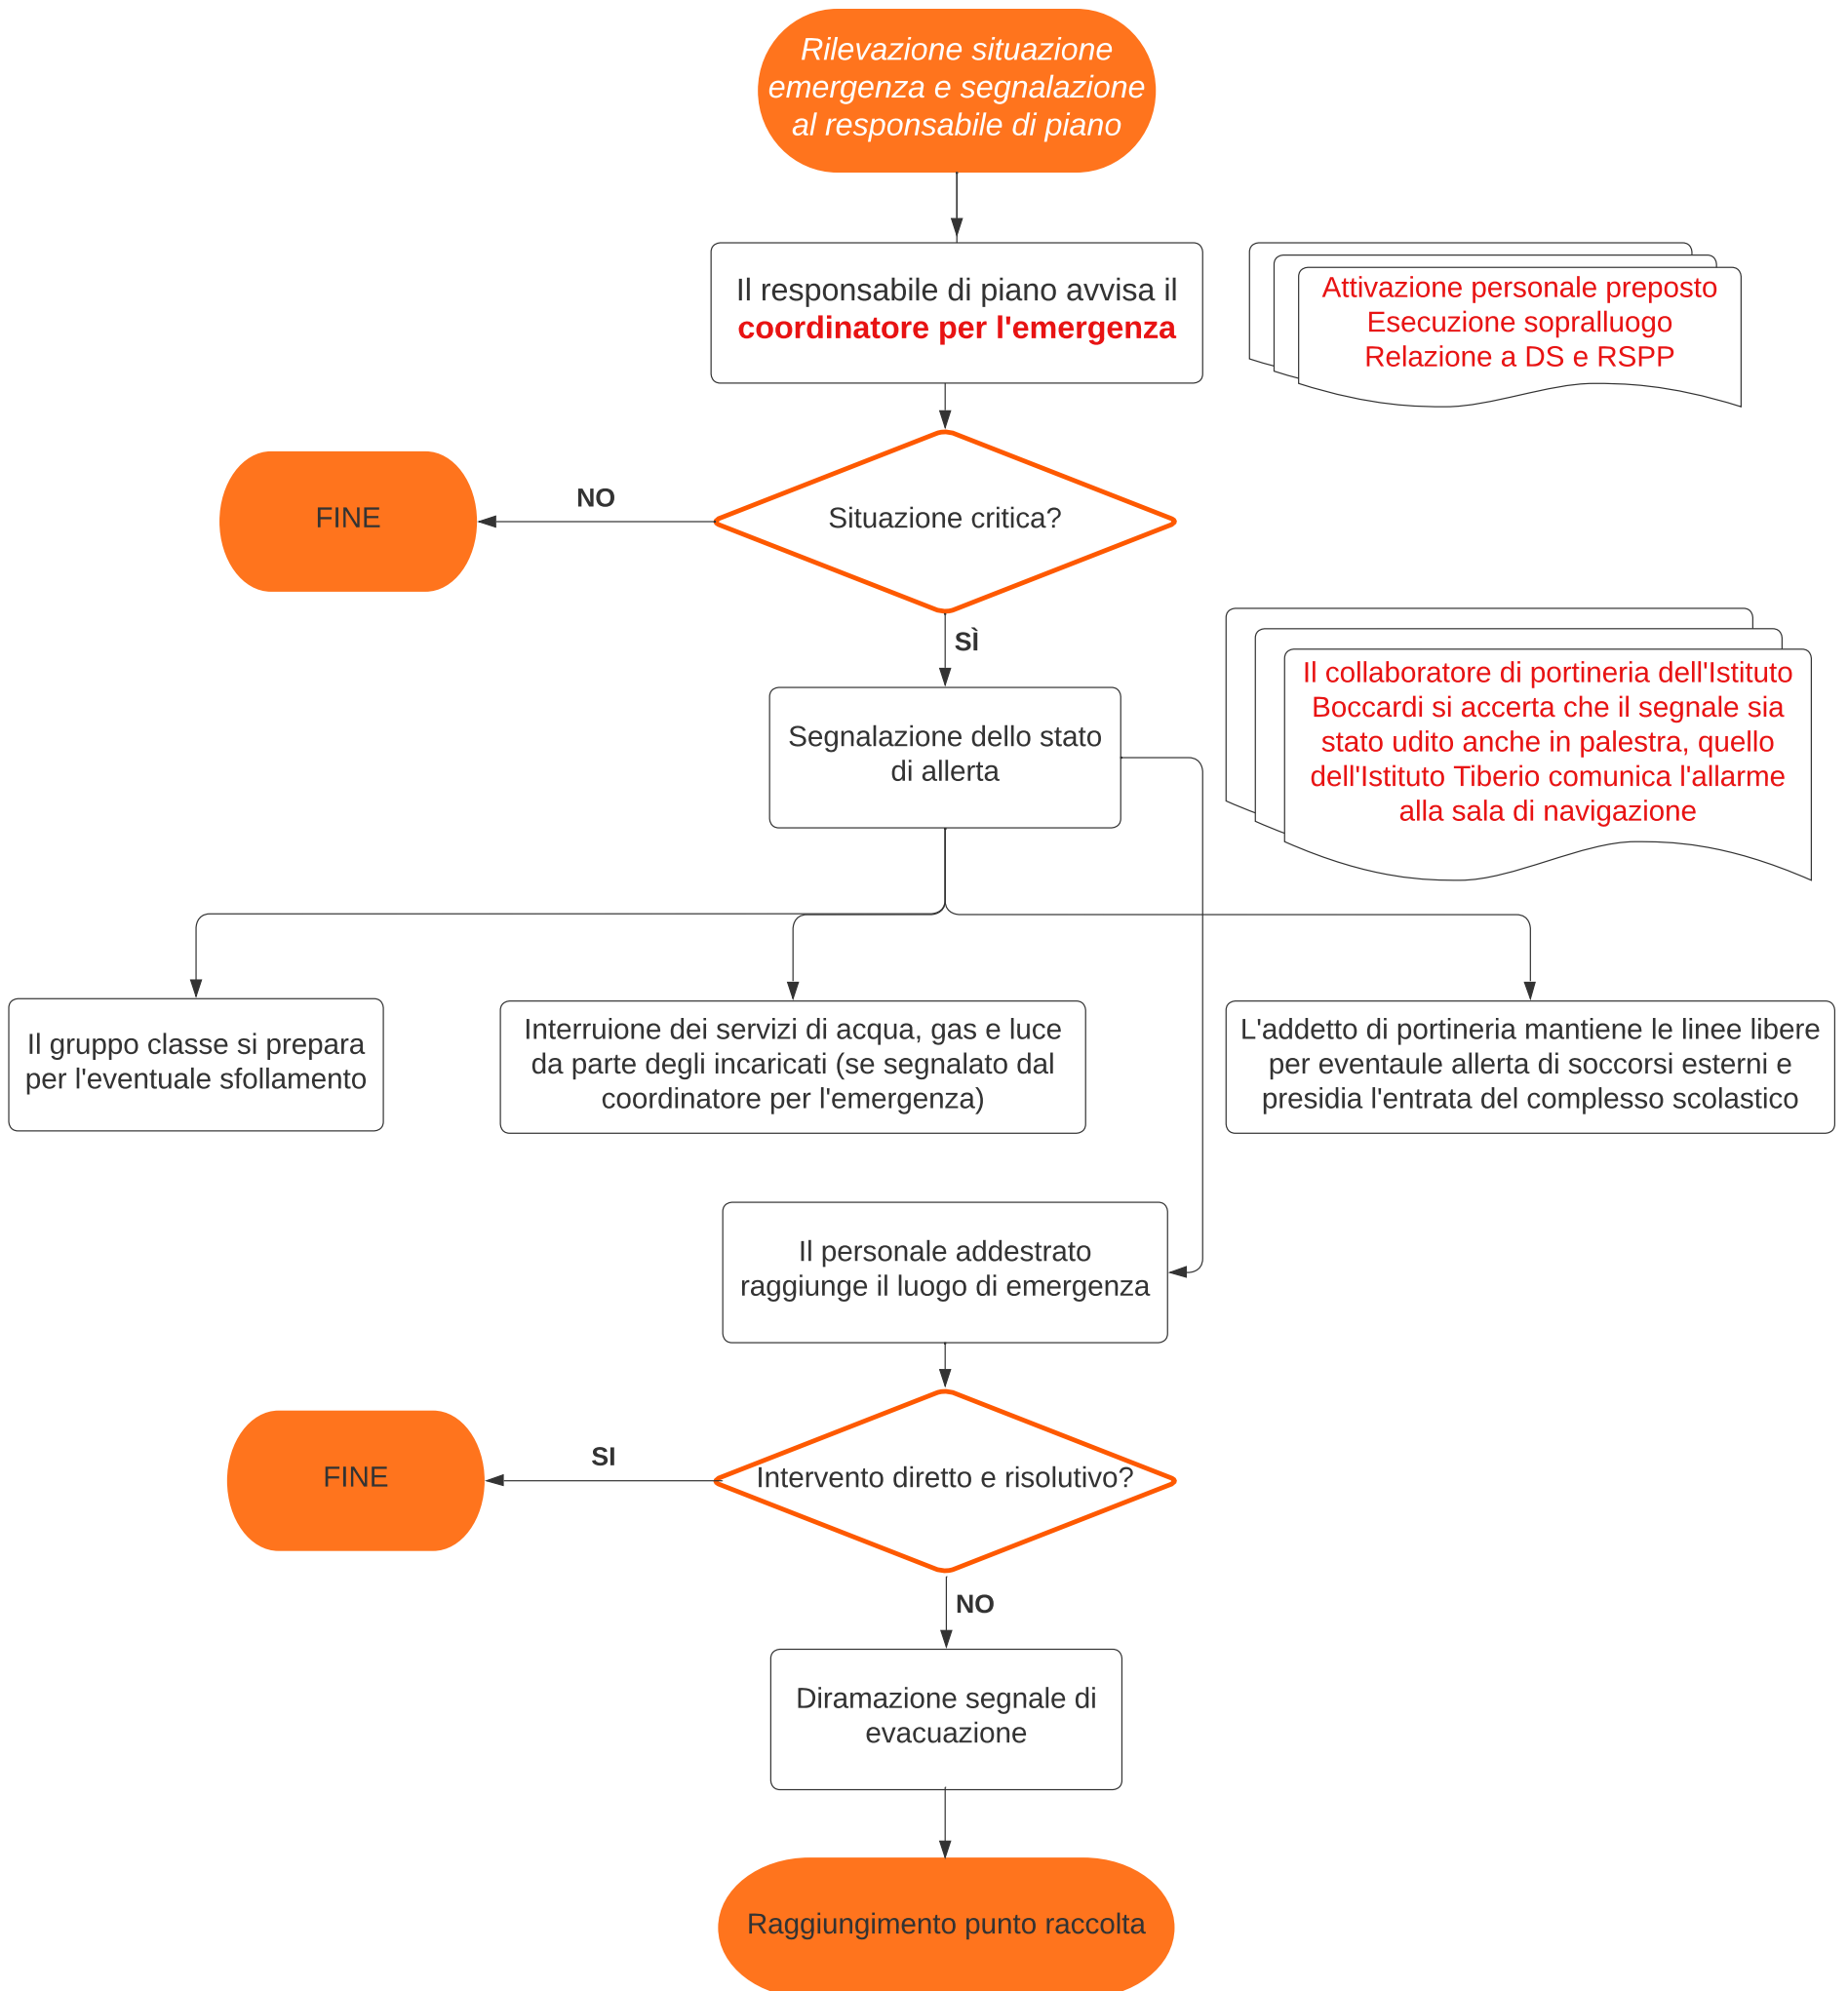 Rilevazione situazione
emergenza e segnalazione
al responsabile di piano
Il responsabile di piano avvisa il
coordinatore per l'emergenza
Attivazione personale preposto
Esecuzione sopralluogo
Relazione a DS e RSPP
Situazione critica?
NO
FINE
SÌ
Segnalazione dello stato
di allerta
Il collaboratore di portineria dell'Istituto
Boccardi si accerta che il segnale sia
stato udito anche in palestra, quello
dell'Istituto Tiberio comunica l'allarme
alla sala di navigazione
Il gruppo classe si prepara
per l'eventuale sfollamento
Interruione dei servizi di acqua, gas e luce
da parte degli incaricati (se segnalato dal
coordinatore per l'emergenza)
L'addetto di portineria mantiene le linee libere
per eventaule allerta di soccorsi esterni e
presidia l'entrata del complesso scolastico
Il personale addestrato
raggiunge il luogo di emergenza
Intervento diretto e risolutivo?
SI
FINE
NO
Diramazione segnale di
evacuazione
Raggiungimento punto raccolta